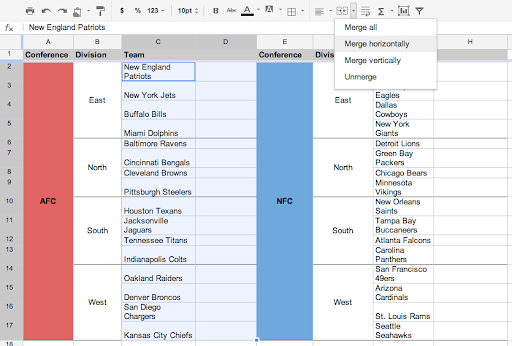 $ % 123 10pt B Abc A
fx New England Patriots
Merge all
Merge horizontally
Merge vertically
Unmerge
A B C D E H
1 Conference Division Team Conference Divis
2 New England
Patriots
3 New York Jets Eagles
4 East Buffalo Bills East Dallas
Cowboys
5 Miami Dolphins New York
Giants
6 Baltimore Ravens Detroit Lions
7 Cincinnati Bengals Green Bay
Packers
8 North Cleveland Browns North Chicago Bears
9 Pittsburgh Steelers Minnesota
Vikings
10 AFC Houston Texans NFC New Orleans
Saints
11 South Jacksonville
Jaguars South Tampa Bay
Buccaneers
12 Tennessee Titans Atlanta Falcons
13 Indianapolis Colts Carolina
Panthers
14 Oakland Raiders San Francisco
49ers
15 West Denver Broncos West Arizona
Cardinals
16 San Diego
Chargers St. Louis Rams
17 Kansas City Chiefs Seattle
Seahawks
18